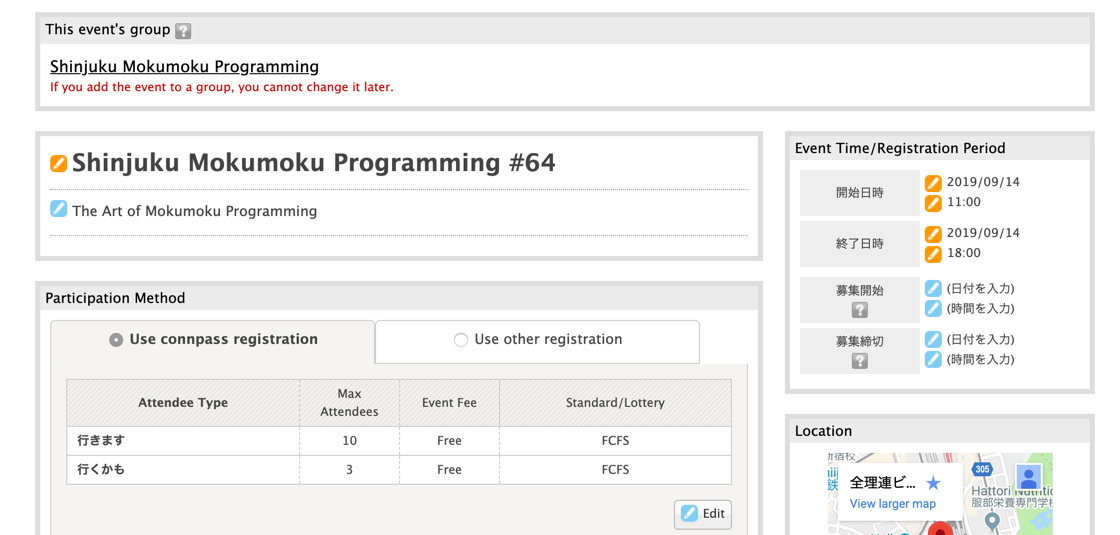 This event's group ?
Shinjuku Mokumoku Programming
If you add the event to a group, you cannot change it later.
Shinjuku Mokumoku Programming #64
The Art of Mokumoku Programming
Participation Method
Use connpass registration
Use other registration
Attendee Type
Max Attendees
Event Fee
Standard/Lottery
行きます 10 Free FCFS
行くかも 3 Free FCFS
Edit
Event Time/Registration Period
開始日時
2019/09/14
11:00
終了日時
2019/09/14
18:00
募集開始
?
(日付を入力)
(時間を入力)
募集締切
?
(日付を入力)
(時間を入力)
Location
全理連ビ...
View larger map
305
Hattori Nutritio
服部栄養専門学校